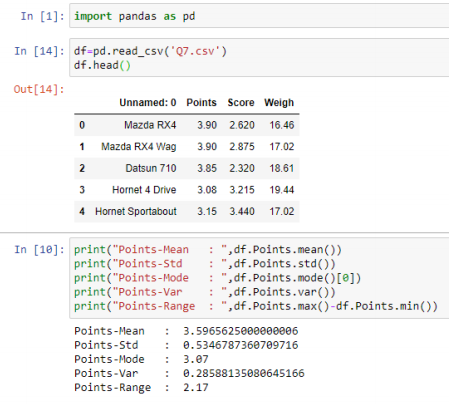 In [1]: import pandas as pd
In [14]: df=pd.read_csv('Q7.csv')
df.head()
Out[14]:
Unnamed: 0 Points Score Weigh
0 Mazda RX4 3.90 2.620 16.46
1 Mazda RX4 Wag 3.90 2.875 17.02
2 Datsun 710 3.85 2.320 18.61
3 Hornet 4 Drive 3.08 3.215 19.44
4 Hornet Sportabout 3.15 3.440 17.02
In [10]: print("Points-Mean : ",df.Points.mean())
print("Points-Std : ",df.Points.std())
print("Points-Mode : ",df.Points.mode()[0])
print("Points-Var : ",df.Points.var())
print("Points-Range : ",df.Points.max()-df.Points.min())
Points-Mean : 3.5965625000000006
Points-Std : 0.5346787360709716
Points-Mode : 3.07
Points-Var : 0.28588135080645166
Points-Range : 2.17